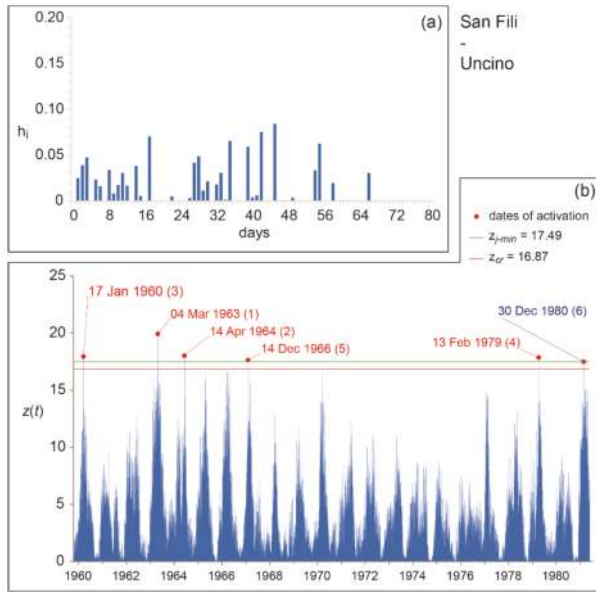 (a)
San Fili
-
Uncino
0.20
0.15
0.10
0.05
0
h_i
0 8 16 24 32 40 48 56 64 72 80
days
(b)
dates of activation
z_j-min = 17.49
z_cr = 16.87
25
20
15
10
5
0
z(t)
17 Jan 1960 (3)
04 Mar 1963 (1)
14 Apr 1964 (2)
14 Dec 1966 (5)
13 Feb 1979 (4)
30 Dec 1980 (6)
1960 1962 1964 1966 1968 1970 1972 1974 1976 1978 1980